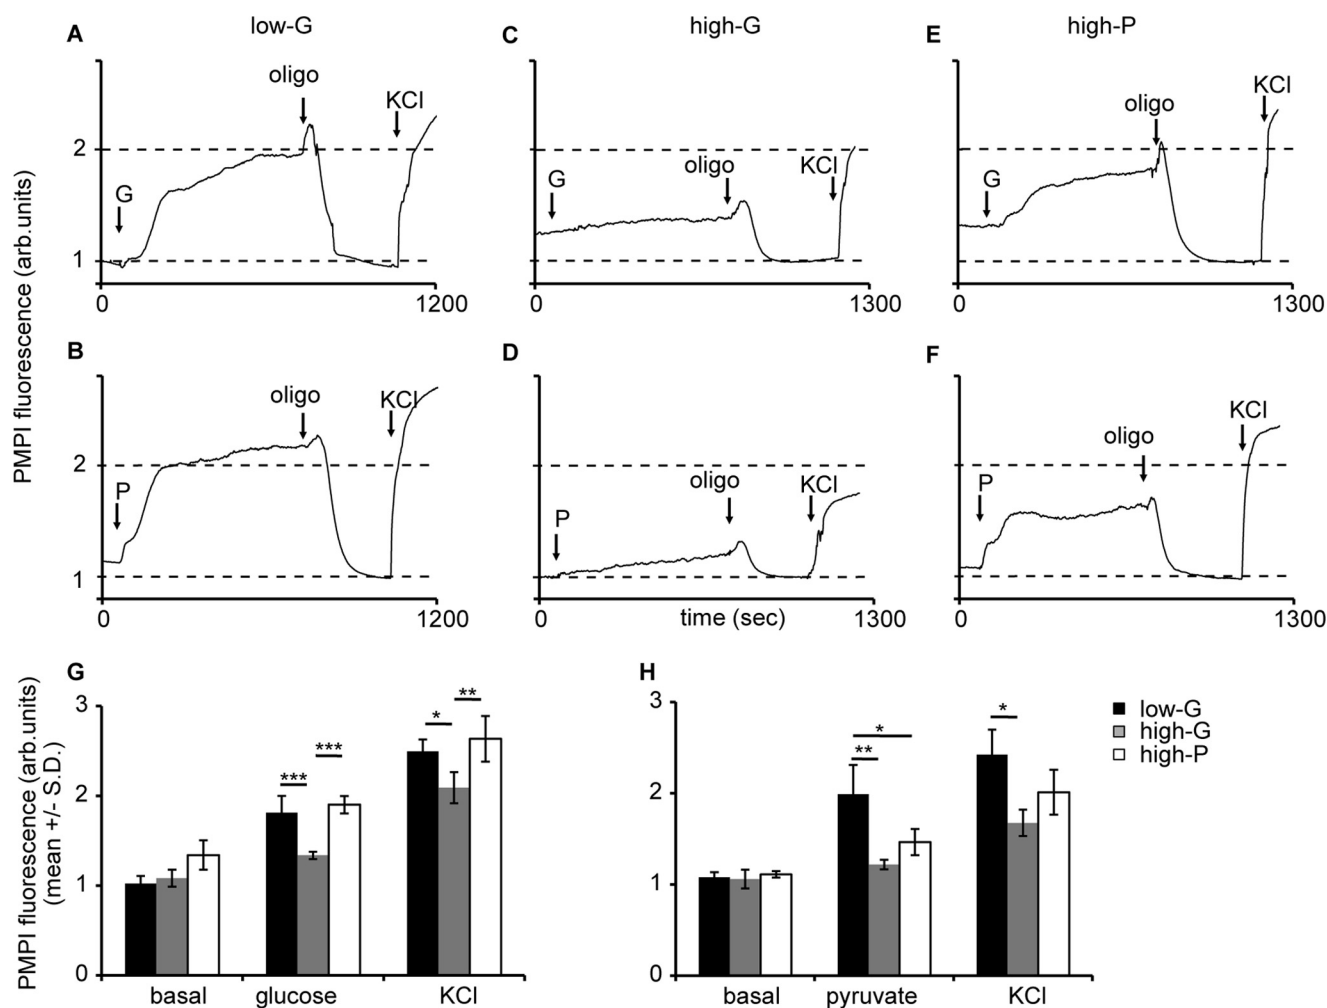 low-G
high-G
high-P
A
C
E
oligo
KCl
G
2
1
0
1200
G
oligo
KCl
0
1300
G
oligo
KCl
0
1300
PMPI fluorescence (arb.units)
B
D
F
P
oligo
KCl
2
1
0
1200
P
oligo
KCl
0
time (sec)
1300
P
oligo
KCl
0
1300
G
PMPI fluorescence (arb.units)
(mean +/- S.D.)
3
2
1
0
***
***
*
**
basal
glucose
KCl
H
3
2
1
0
**
*
*
basal
pyruvate
KCl
low-G
high-G
high-P